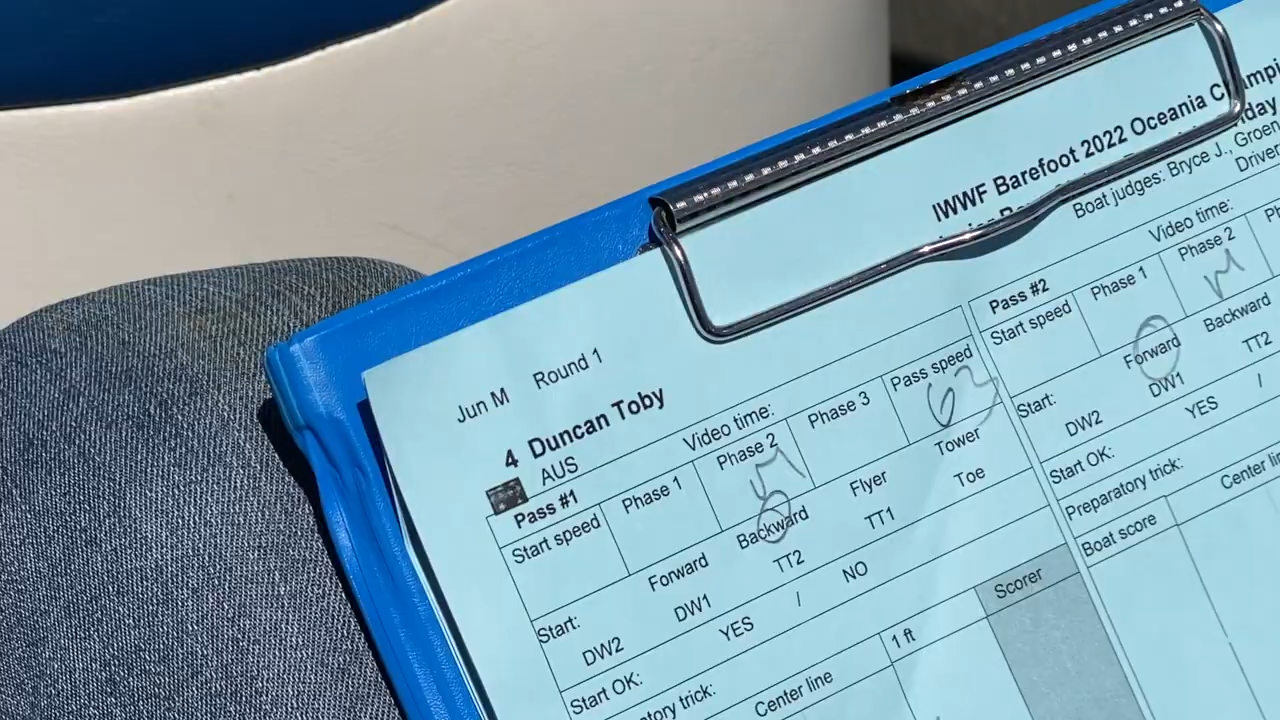 IWWF Barefoot 2022 Oceania
Boat judges: Bryce J., Groen
Driver
Jun M Round 1
4 Duncan Toby
AUS
Video time:
Pass #1
Start speed Phase 1 Phase 2 Phase 3 Pass speed
63
Start: Forward Backward Flyer Tower
DW2 DW1 TT2 TT1 Toe
Start OK: YES / NO
Center line 1 ft Scorer
Video time:
Pass #2
Start speed Phase 1 Phase 2
Start: Forward Backward
DW2 DW1 TT2
Start OK: YES /
Preparatory trick:
Boat score Center